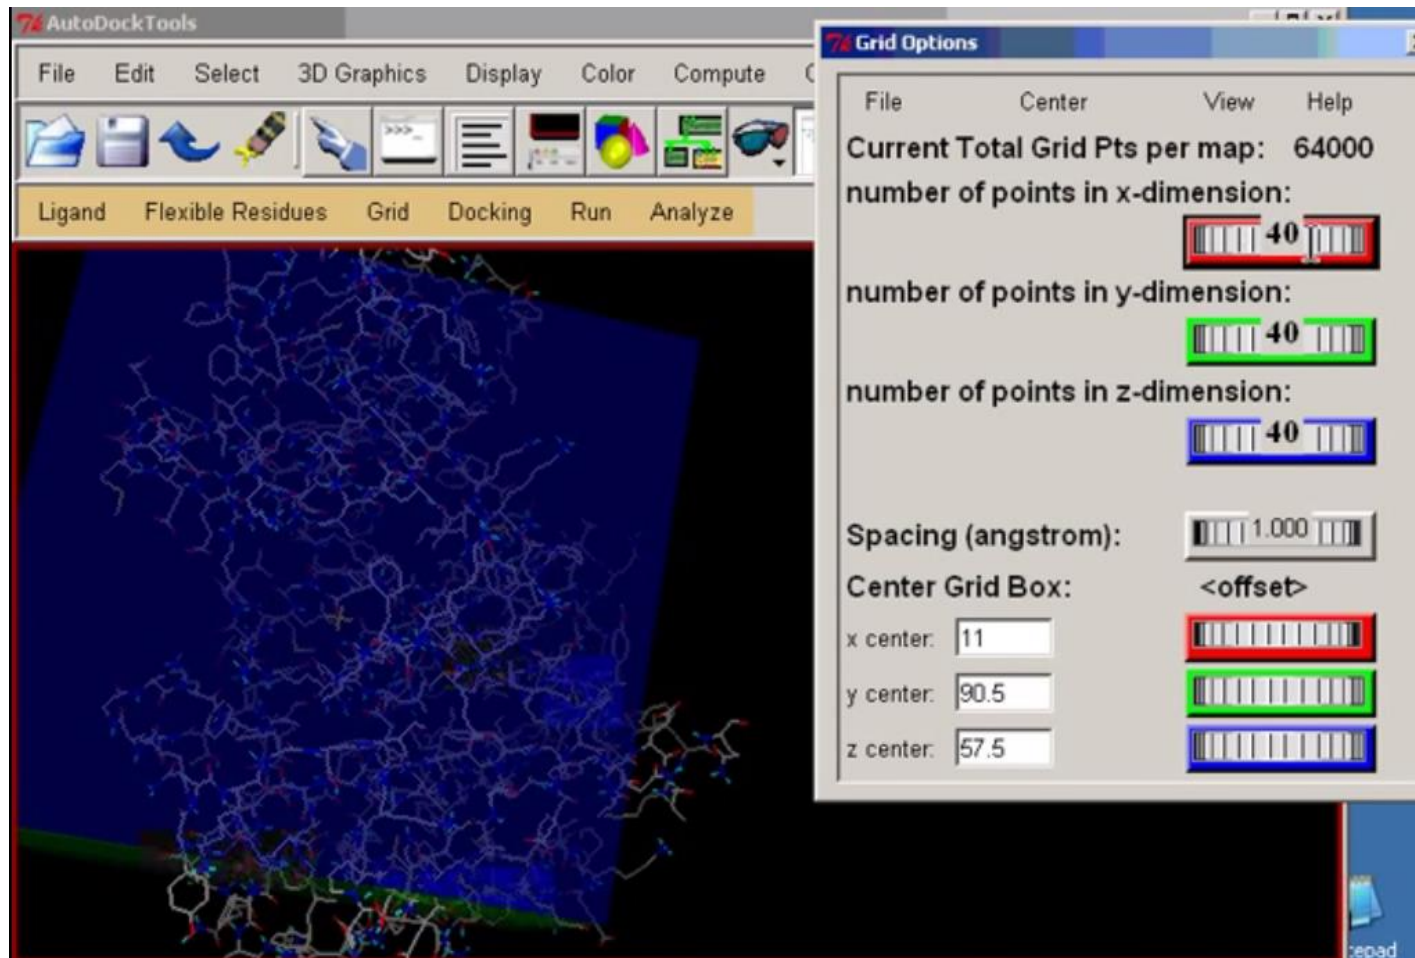 AutoDockTools
File Edit Select 3D Graphics Display Color Compute
>>>_
Ligand Flexible Residues Grid Docking Run Analyze
Grid Options
File Center View Help
Current Total Grid Pts per map: 64000
number of points in x-dimension:
40
number of points in y-dimension:
40
number of points in z-dimension:
40
Spacing (angstrom): 1.000
Center Grid Box: <offset>
x center: 11
y center: 90.5
z center: 57.5